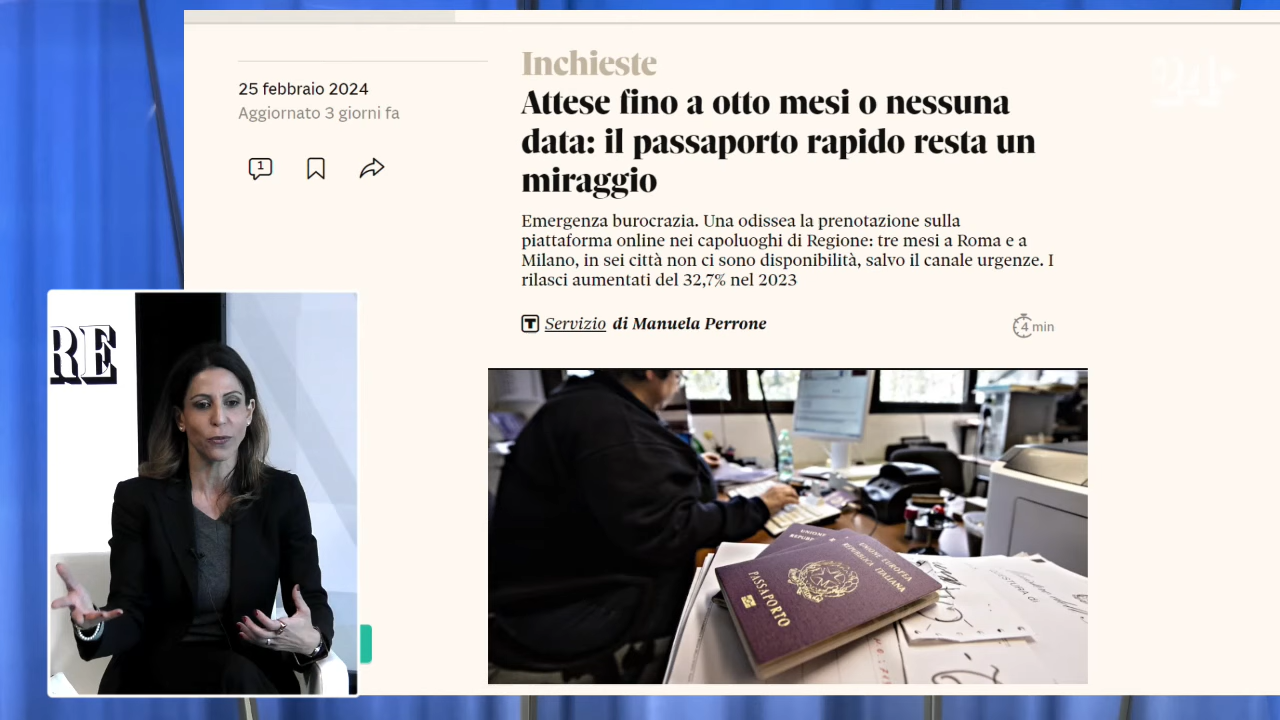 25 febbraio 2024
Aggiornato 3 giorni fa
1
Inchieste
Attese fino a otto mesi o nessuna
data: il passaporto rapido resta un
miraggio
Emergenza burocrazia. Una odissea la prenotazione sulla
piattaforma online nei capoluoghi di Regione: tre mesi a Roma e a
Milano, in sei città non ci sono disponibilità, salvo il canale urgenze. I
rilasci aumentati del 32,7% nel 2023
T Servizio di Manuela Perrone
4 min
24+
RE
UNIONE
UNIONE EUROPEA
REPUBBLICA ITALIANA
PASSAPORTO